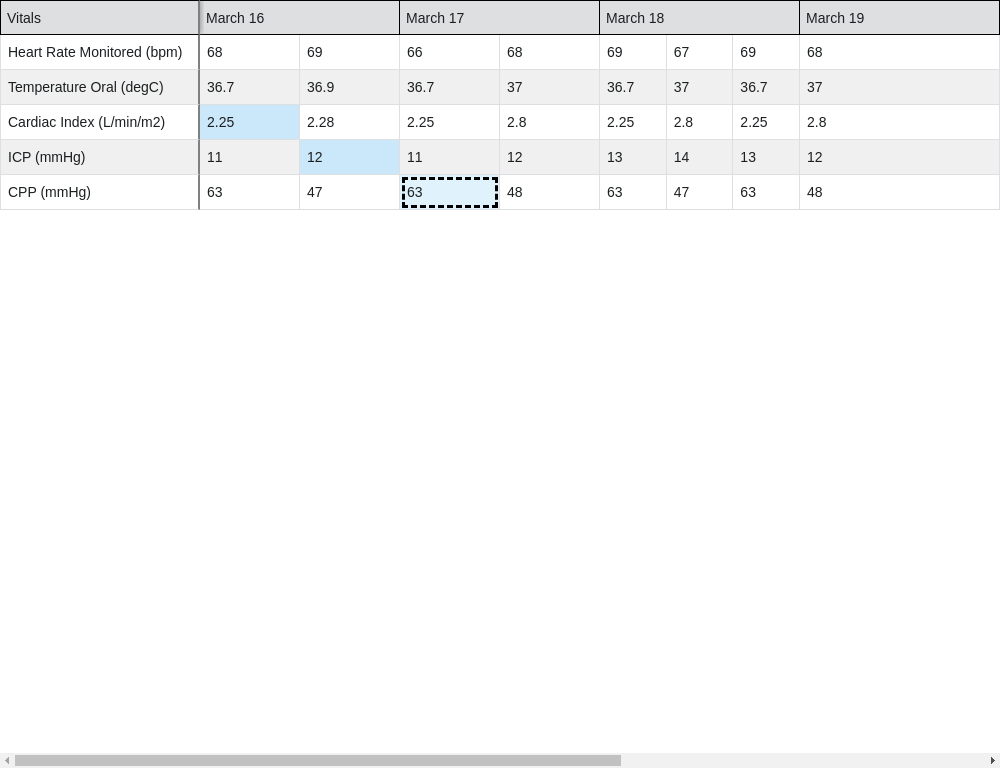 Vitals March 16 March 17 March 18 March 19
Heart Rate Monitored (bpm) 68 69 66 68 69 67 69 68
Temperature Oral (degC) 36.7 36.9 36.7 37 36.7 37 36.7 37
Cardiac Index (L/min/m2) 2.25 2.28 2.25 2.8 2.25 2.8 2.25 2.8
ICP (mmHg) 11 12 11 12 13 14 13 12
CPP (mmHg) 63 47 63 48 63 47 63 48